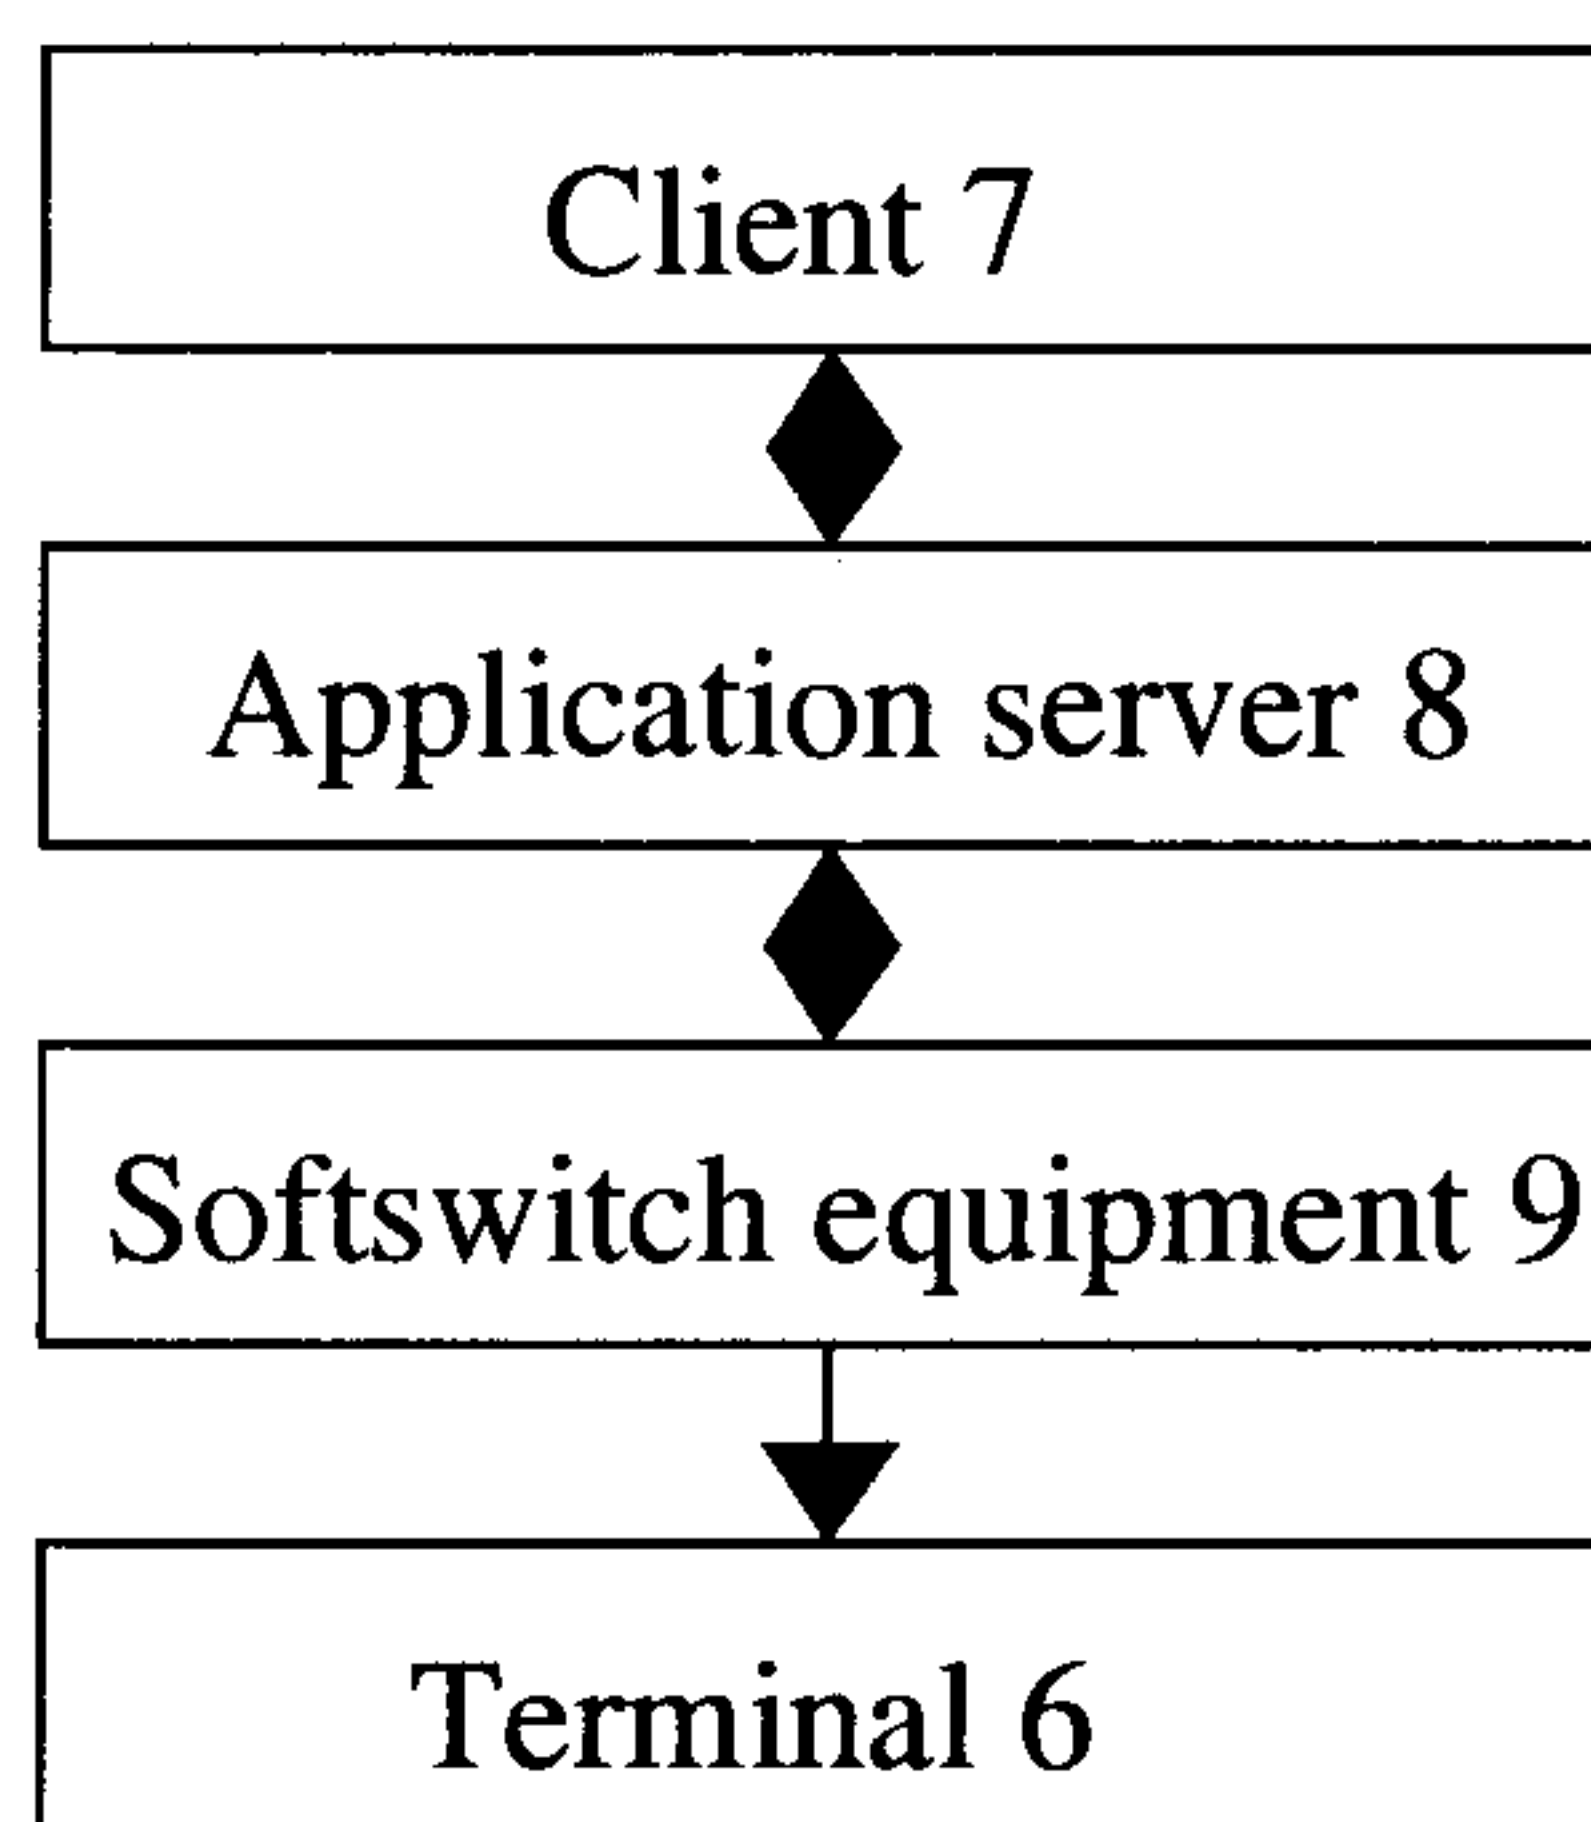 Client 7
Application server 8
Softswitch equipment 9
Terminal 6